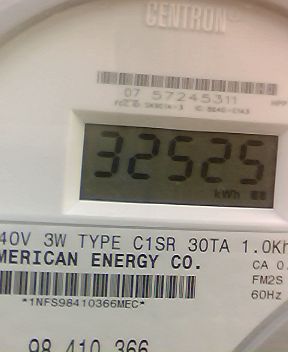 CENTRON
07 57245311
32525
kWh
40V 3W TYPE C1SR 30TA 1.0Kh
MERICAN ENERGY CO.
CA 0.
FM2S
60Hz
*1NFS98410366MEC*
98 410 366